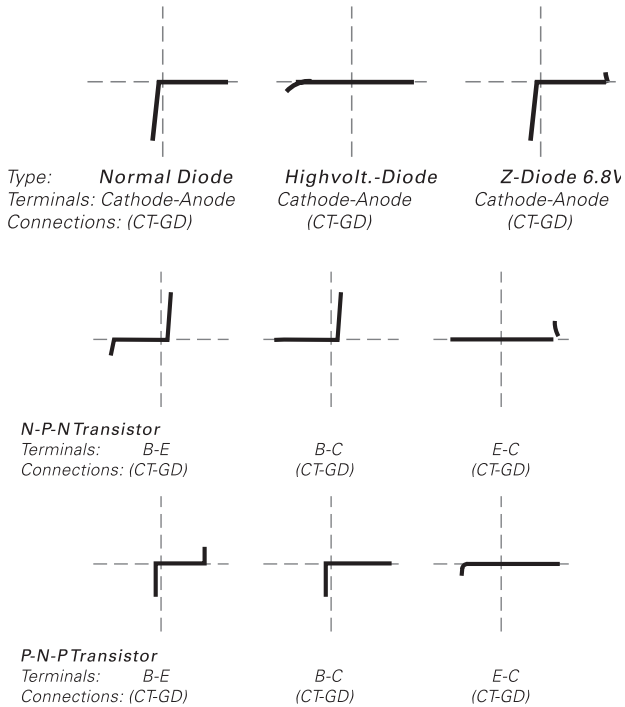 Type: Normal Diode Highvolt.-Diode Z-Diode 6.8V
Terminals: Cathode-Anode Cathode-Anode Cathode-Anode
Connections: (CT-GD) (CT-GD) (CT-GD)
N-P-N Transistor
Terminals: B-E B-C E-C
Connections: (CT-GD) (CT-GD) (CT-GD)
P-N-P Transistor
Terminals: B-E B-C E-C
Connections: (CT-GD) (CT-GD) (CT-GD)